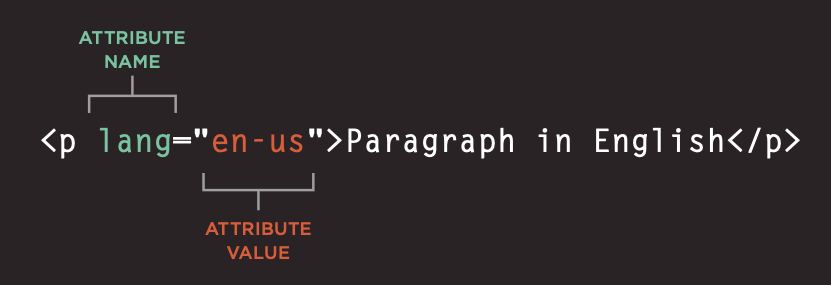 ATTRIBUTE
NAME
<p lang="en-us">Paragraph in English</p>
ATTRIBUTE
VALUE